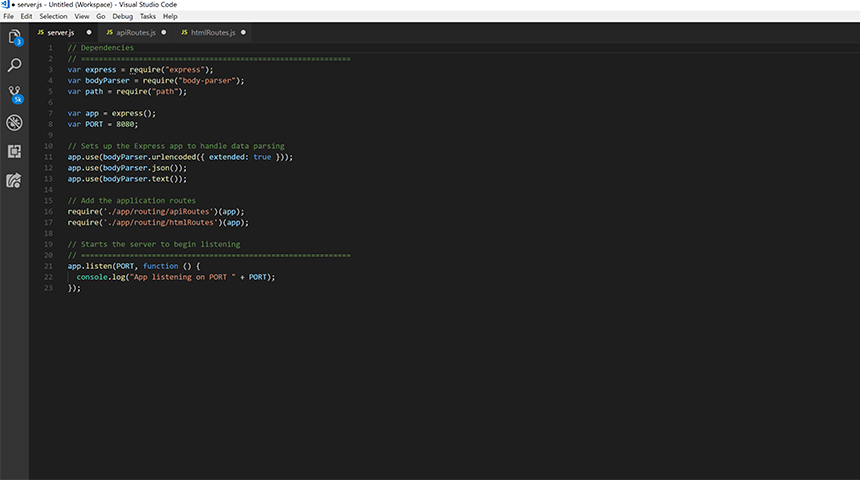 ● server.js - Untitled (Workspace) - Visual Studio Code
File Edit Selection View Go Debug Tasks Help
JS server.js ● JS apiRoutes.js ● JS htmlRoutes.js ●
3
5k
1 // Dependencies
2 // =============================================================
3 var express = require("express");
4 var bodyParser = require("body-parser");
5 var path = require("path");
6
7 var app = express();
8 var PORT = 8080;
9
10 // Sets up the Express app to handle data parsing
11 app.use(bodyParser.urlencoded({ extended: true }));
12 app.use(bodyParser.json());
13 app.use(bodyParser.text());
14
15 // Add the application routes
16 require('./app/routing/apiRoutes')(app);
17 require('./app/routing/htmlRoutes')(app);
18
19 // Starts the server to begin listening
20 // =============================================================
21 app.listen(PORT, function () {
22   console.log("App listening on PORT " + PORT);
23 });